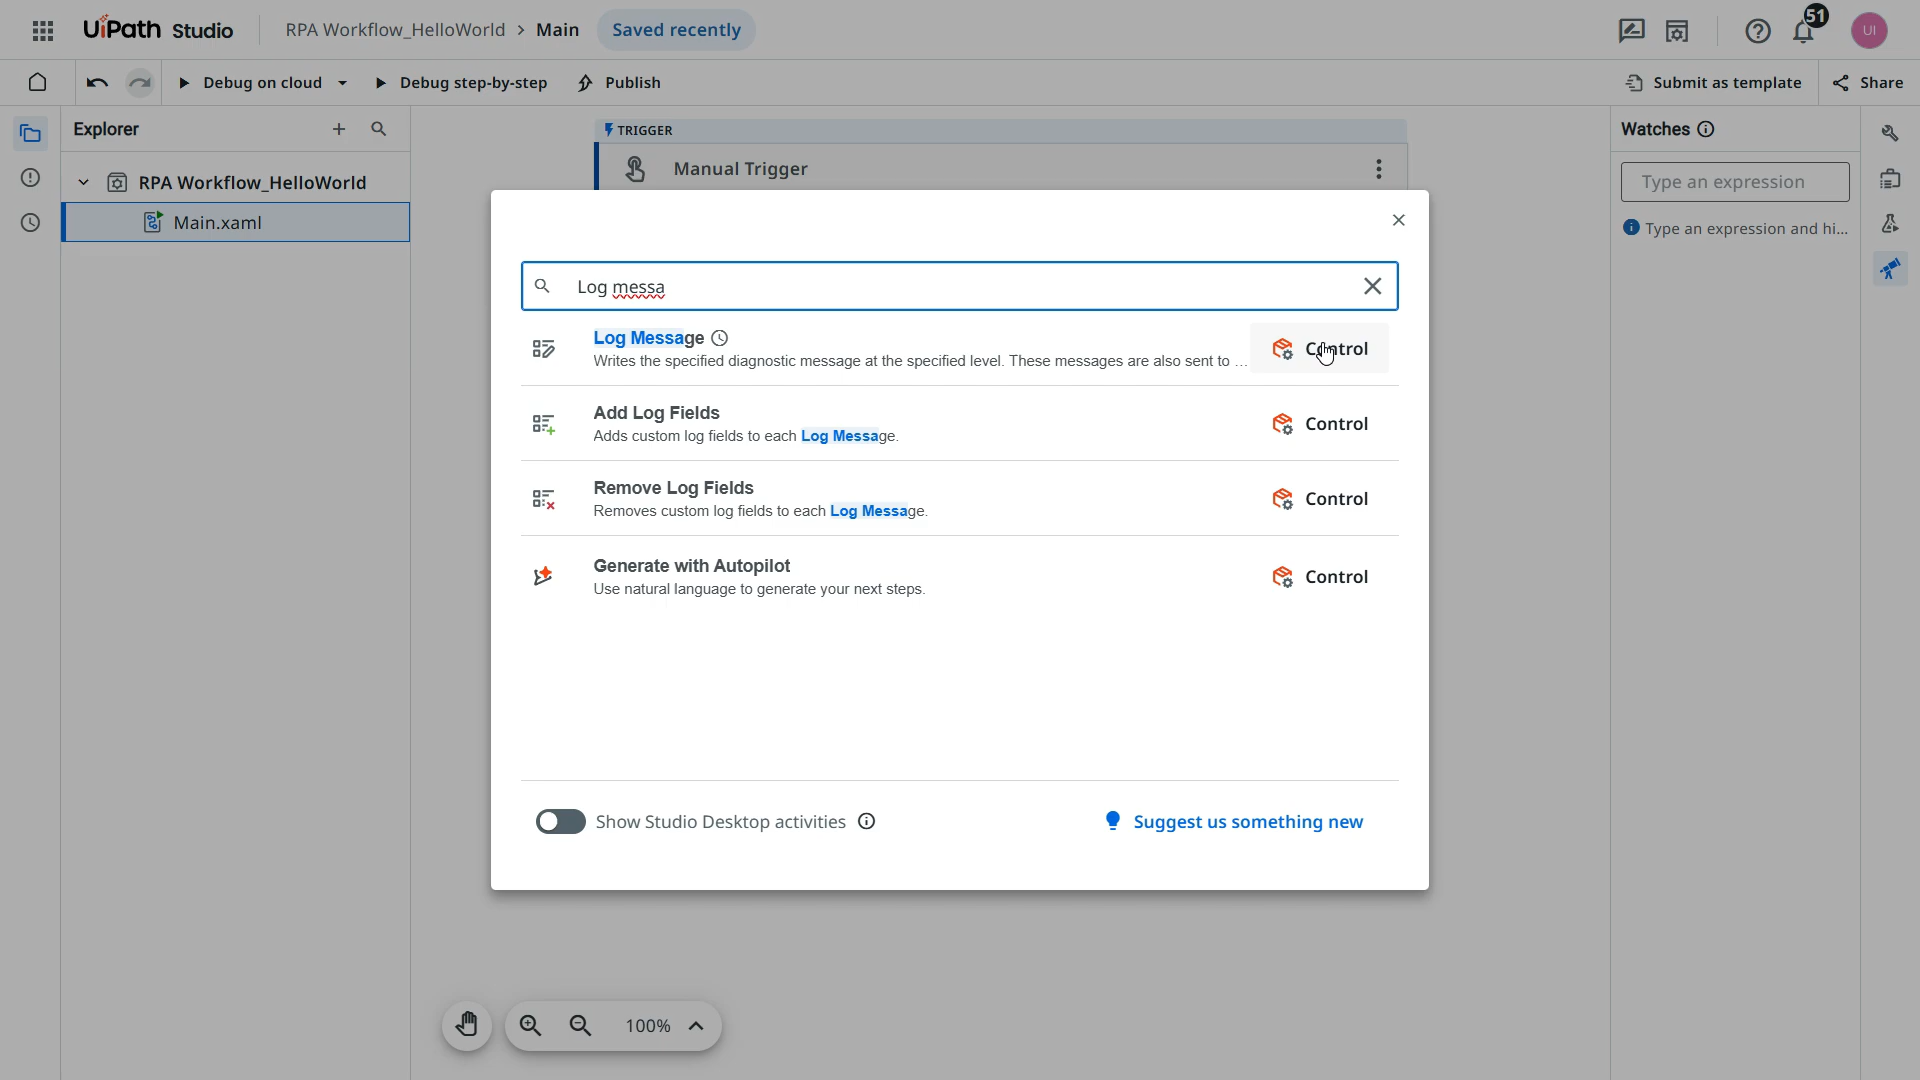 UiPath Studio
RPA Workflow_HelloWorld > Main
Saved recently
51
UI
Debug on cloud
Debug step-by-step
Publish
Submit as template
Share
Explorer
RPA Workflow_HelloWorld
Main.xaml
TRIGGER
Manual Trigger
Watches
Type an expression
Type an expression and hi...
Log messa
Log Message
Writes the specified diagnostic message at the specified level. These messages are also sent to ...
Control
Add Log Fields
Adds custom log fields to each Log Message.
Control
Remove Log Fields
Removes custom log fields to each Log Message.
Control
Generate with Autopilot
Use natural language to generate your next steps.
Control
Show Studio Desktop activities
Suggest us something new
100%